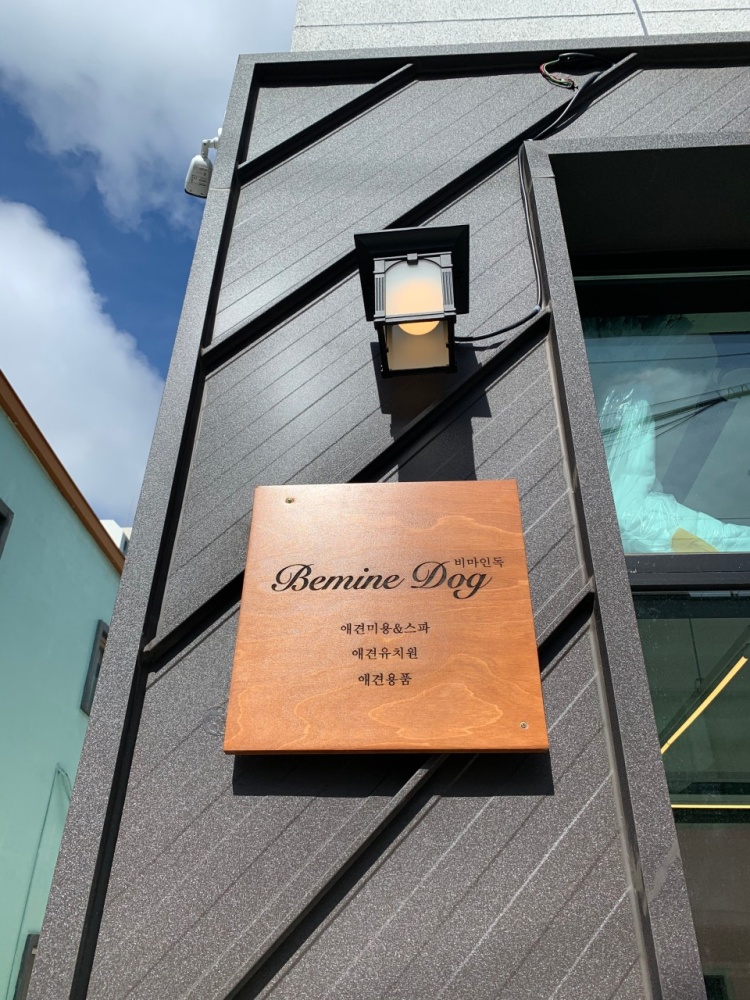 비마인독
Bemine Dog
애견미용&스파
애견유치원
애견용품